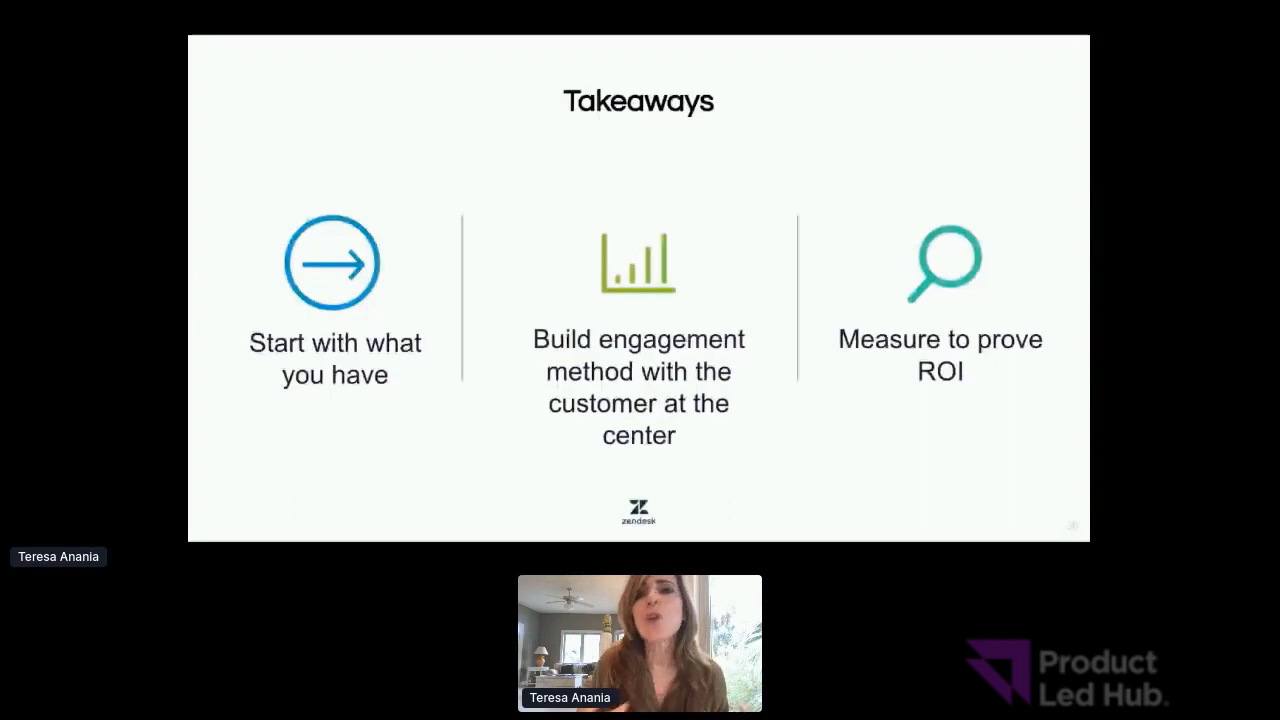 Takeaways
Start with what
you have
Build engagement
method with the
customer at the
center
Measure to prove
ROI
zendesk
Teresa Anania
Teresa Anania
Product
Led Hub.